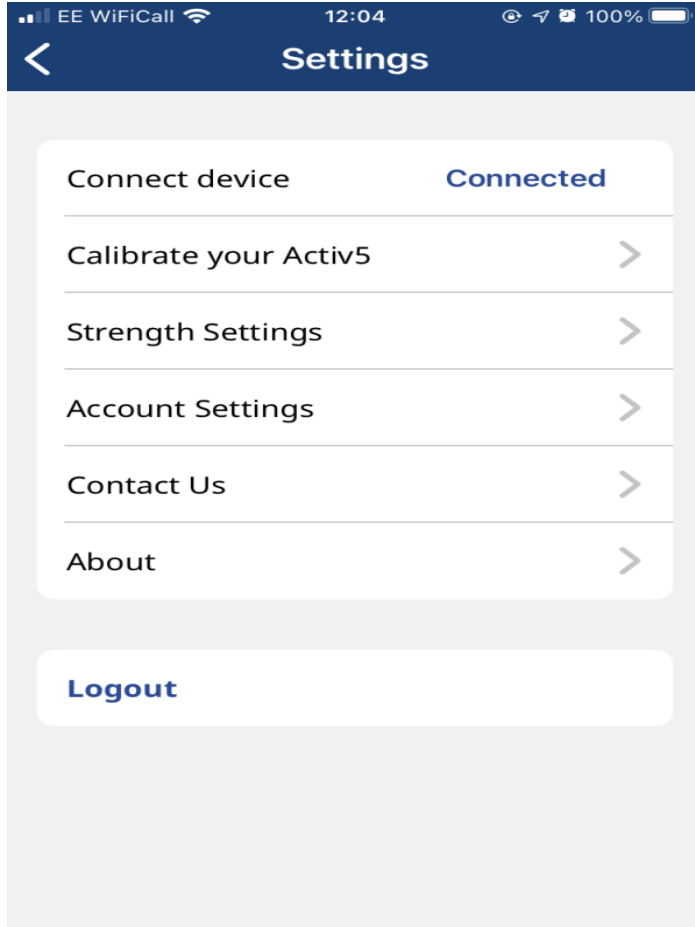 EE WiFiCall 12:04 100%
Settings
Connect device Connected
Calibrate your Activ5
Strength Settings
Account Settings
Contact Us
About
Logout